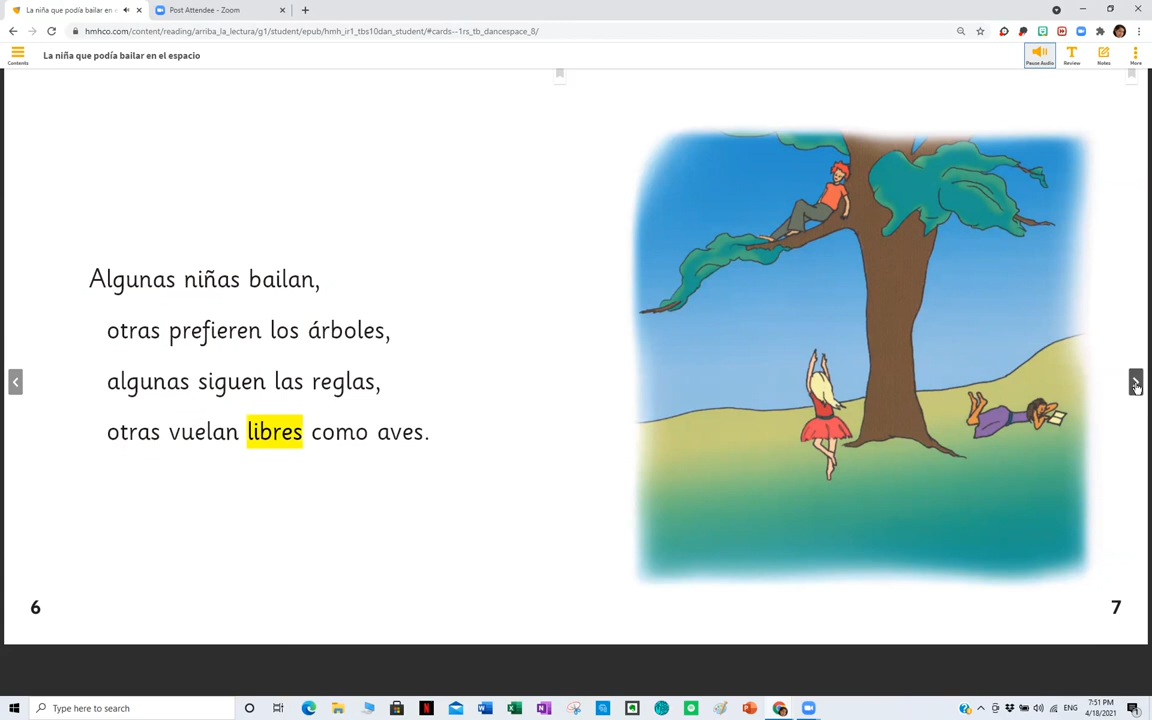 La niña que podía bailar en el
Post Attendee - Zoom
hmhco.com/content/reading/arriba_la_lectura/g1/student/epub/hmh_ir1_tbs10dan_student/#cards--1rs_tb_dancespace_8/
Contents
La niña que podía bailar en el espacio
Pause Audio
Review
Notes
More
Algunas niñas bailan,
otras prefieren los árboles,
algunas siguen las reglas,
otras vuelan libres como aves.
6
7
Type here to search
ENG
7:51 PM
4/18/2021